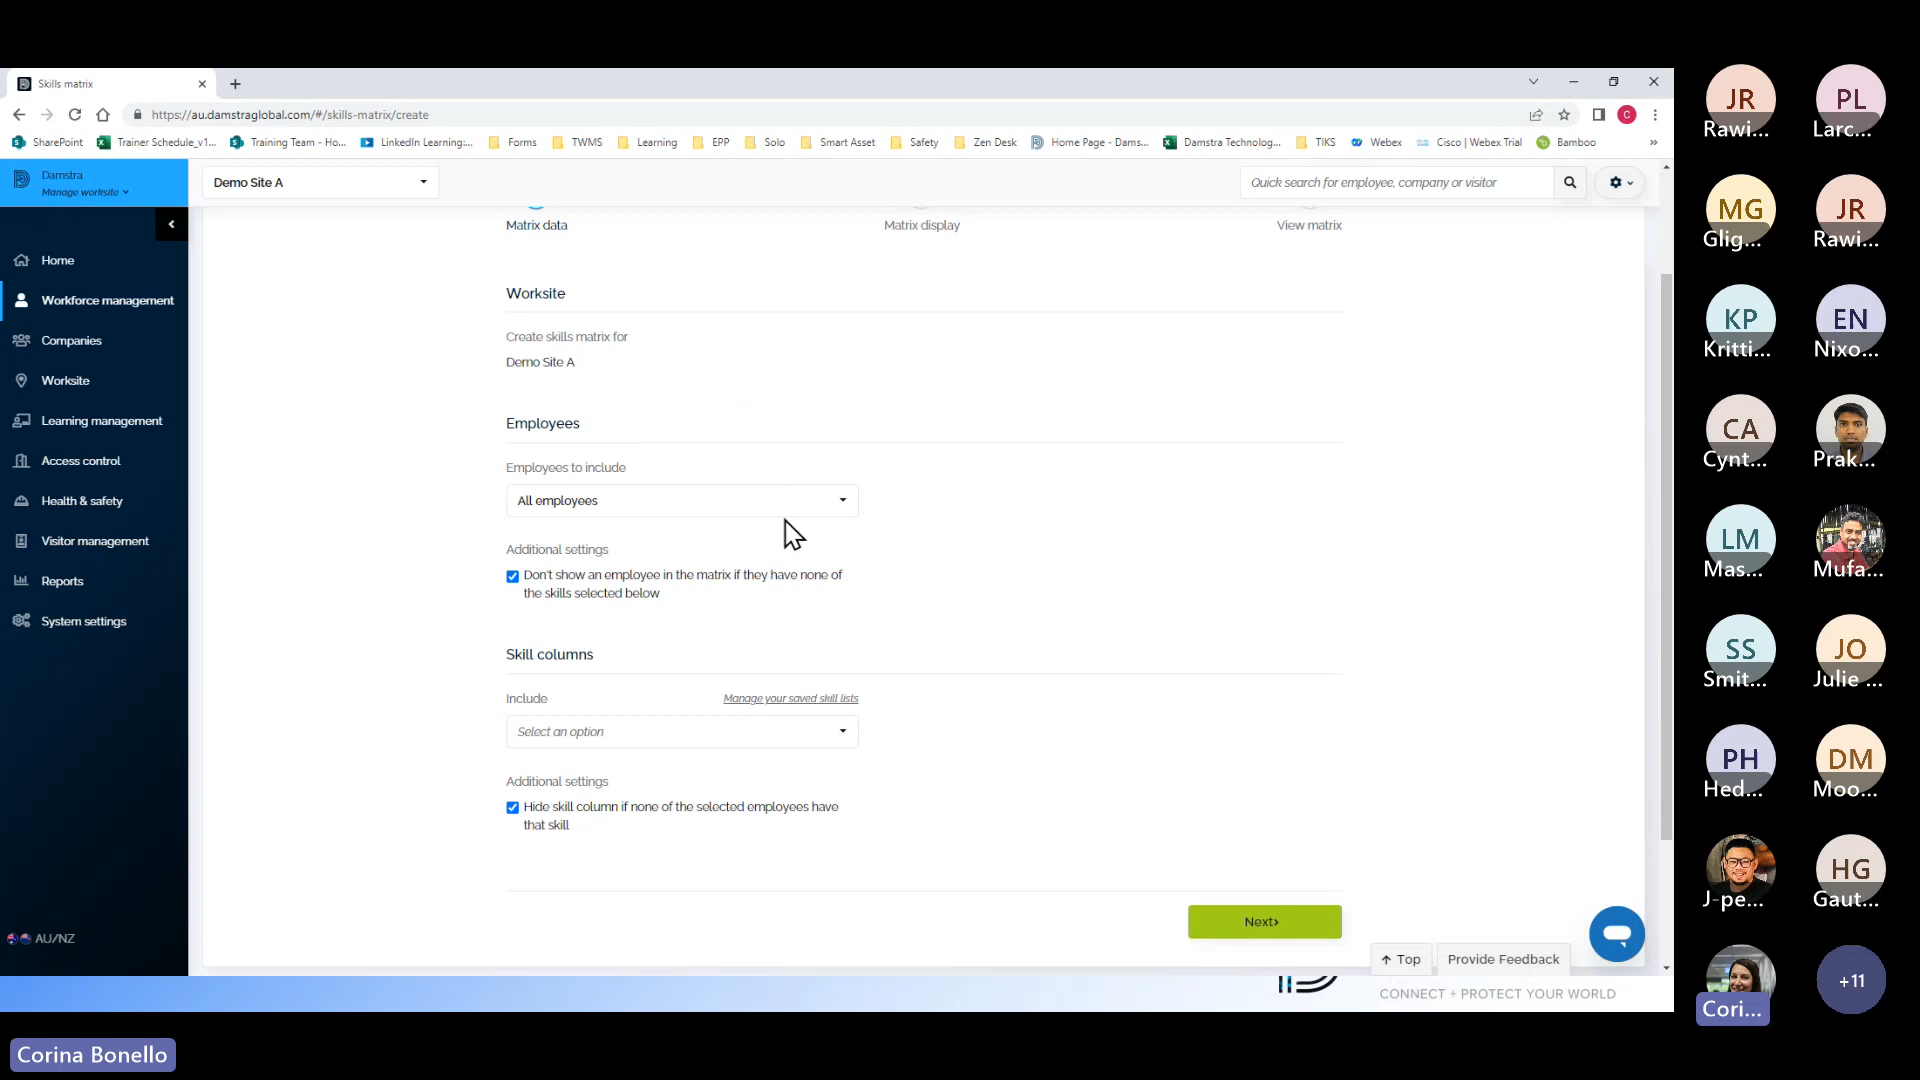 Skills matrix
https://au.damstraglobal.com/#/skills-matrix/create
C
SharePoint
Trainer Schedule_v1...
Training Team - Ho...
LinkedIn Learning:...
Forms
TWMS
Learning
EPP
Solo
Smart Asset
Safety
Zen Desk
Home Page - Dams...
Damstra Technolog...
TIKS
Webex
Cisco | Webex Trial
Bamboo
»
Damstra
Manage worksite
Demo Site A
Quick search for employee, company or visitor
Home
Workforce management
Companies
Worksite
Learning management
Access control
Health & safety
Visitor management
Reports
System settings
AU/NZ
Matrix data
Matrix display
View matrix
Worksite
Create skills matrix for
Demo Site A
Employees
Employees to include
All employees
Additional settings
Don't show an employee in the matrix if they have none of
the skills selected below
Skill columns
Include
Manage your saved skill lists
Select an option
Additional settings
Hide skill column if none of the selected employees have
that skill
Next›
Top
Provide Feedback
CONNECT + PROTECT YOUR WORLD
Corina Bonello
JR
Rawi...
PL
Larc...
MG
Glig...
JR
Rawi...
KP
Kritti...
EN
Nixo...
CA
Cynt...
Prak...
LM
Mas...
Mufa...
SS
Smit...
JO
Julie ...
PH
Hed...
DM
Moo...
J-pe...
HG
Gaut...
Cori...
+11